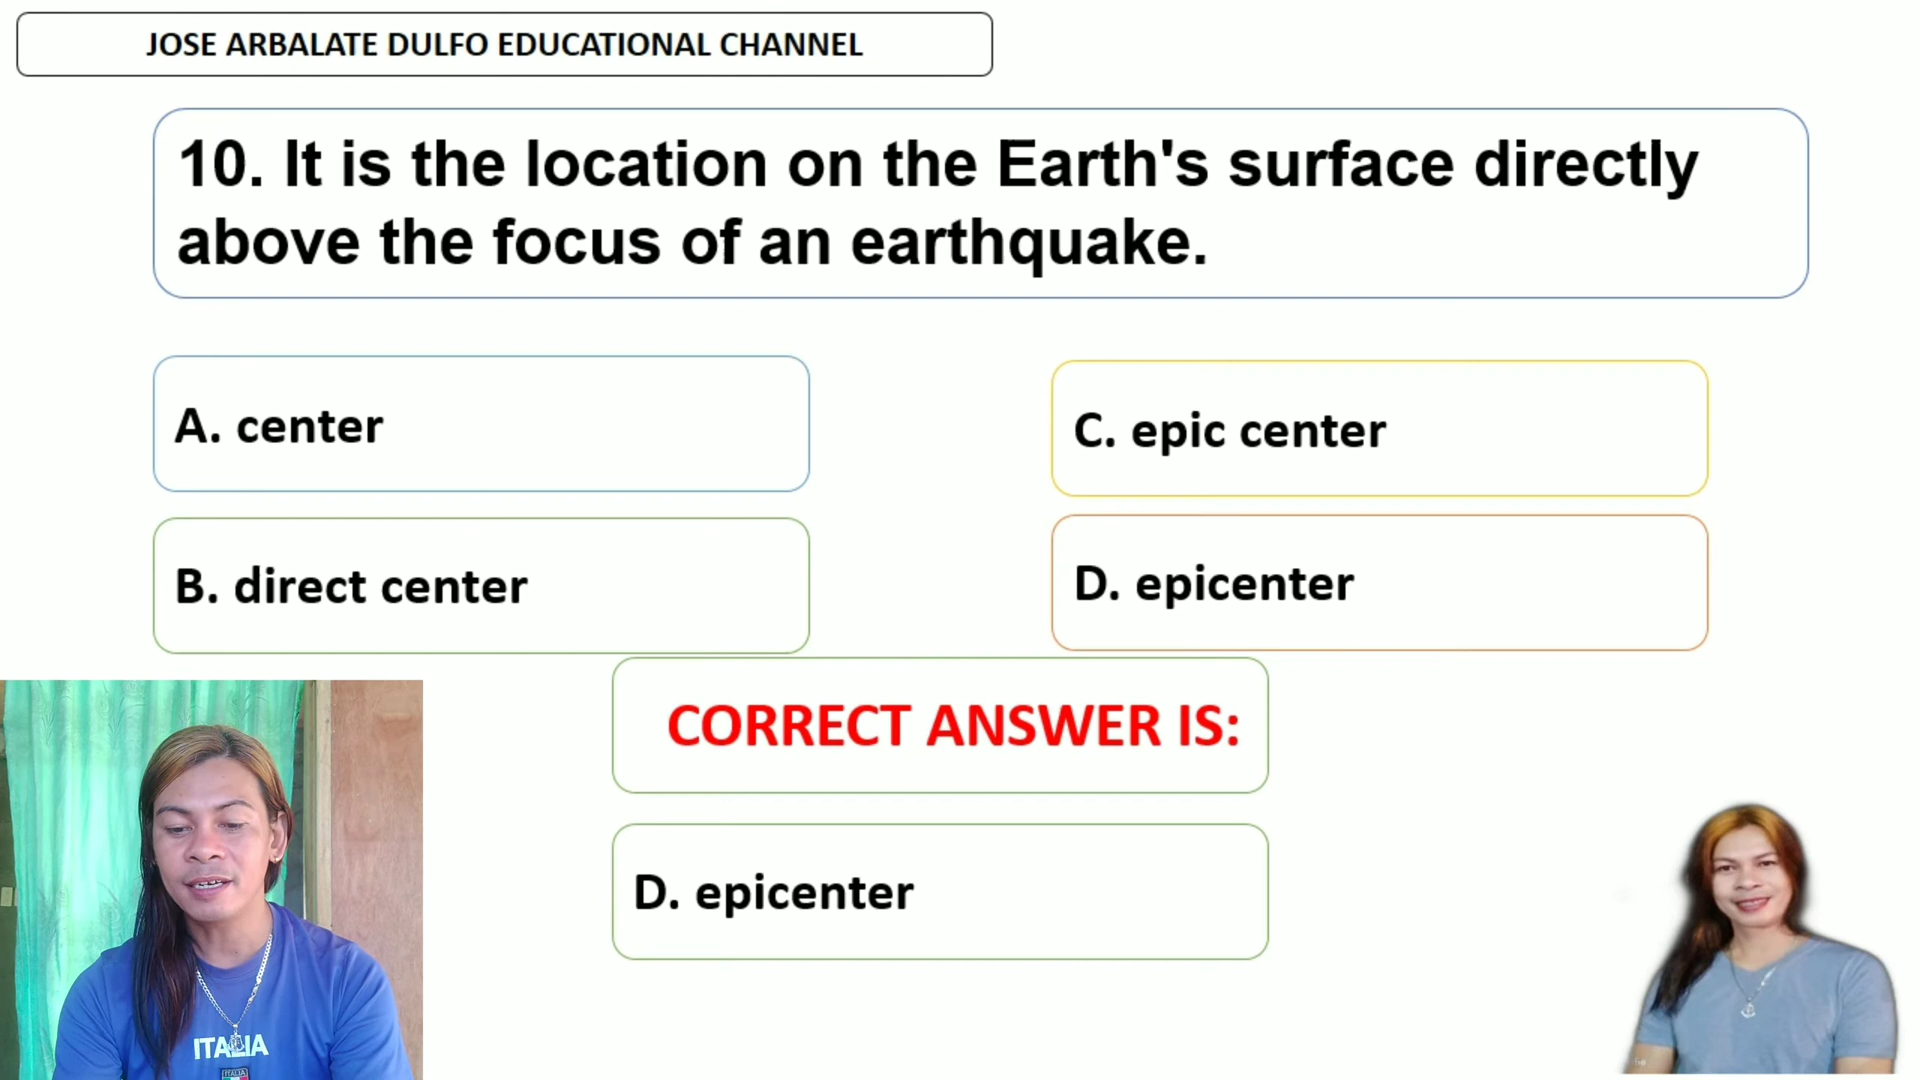 JOSE ARBALATE DULFO EDUCATIONAL CHANNEL
10. It is the location on the Earth's surface directly
above the focus of an earthquake.
A. center
C. epic center
B. direct center
D. epicenter
CORRECT ANSWER IS:
D. epicenter
ITALIA
ITALIA